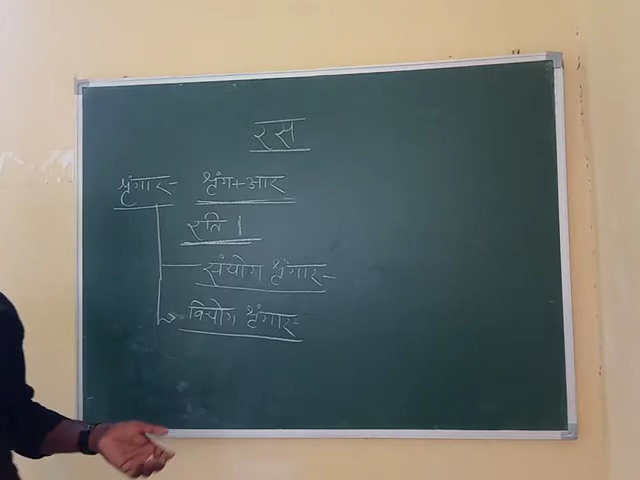 रस
श्रृंगार- श्रृंग+आर
रति।
संयोग श्रृंगार-
वियोग श्रृंगार-